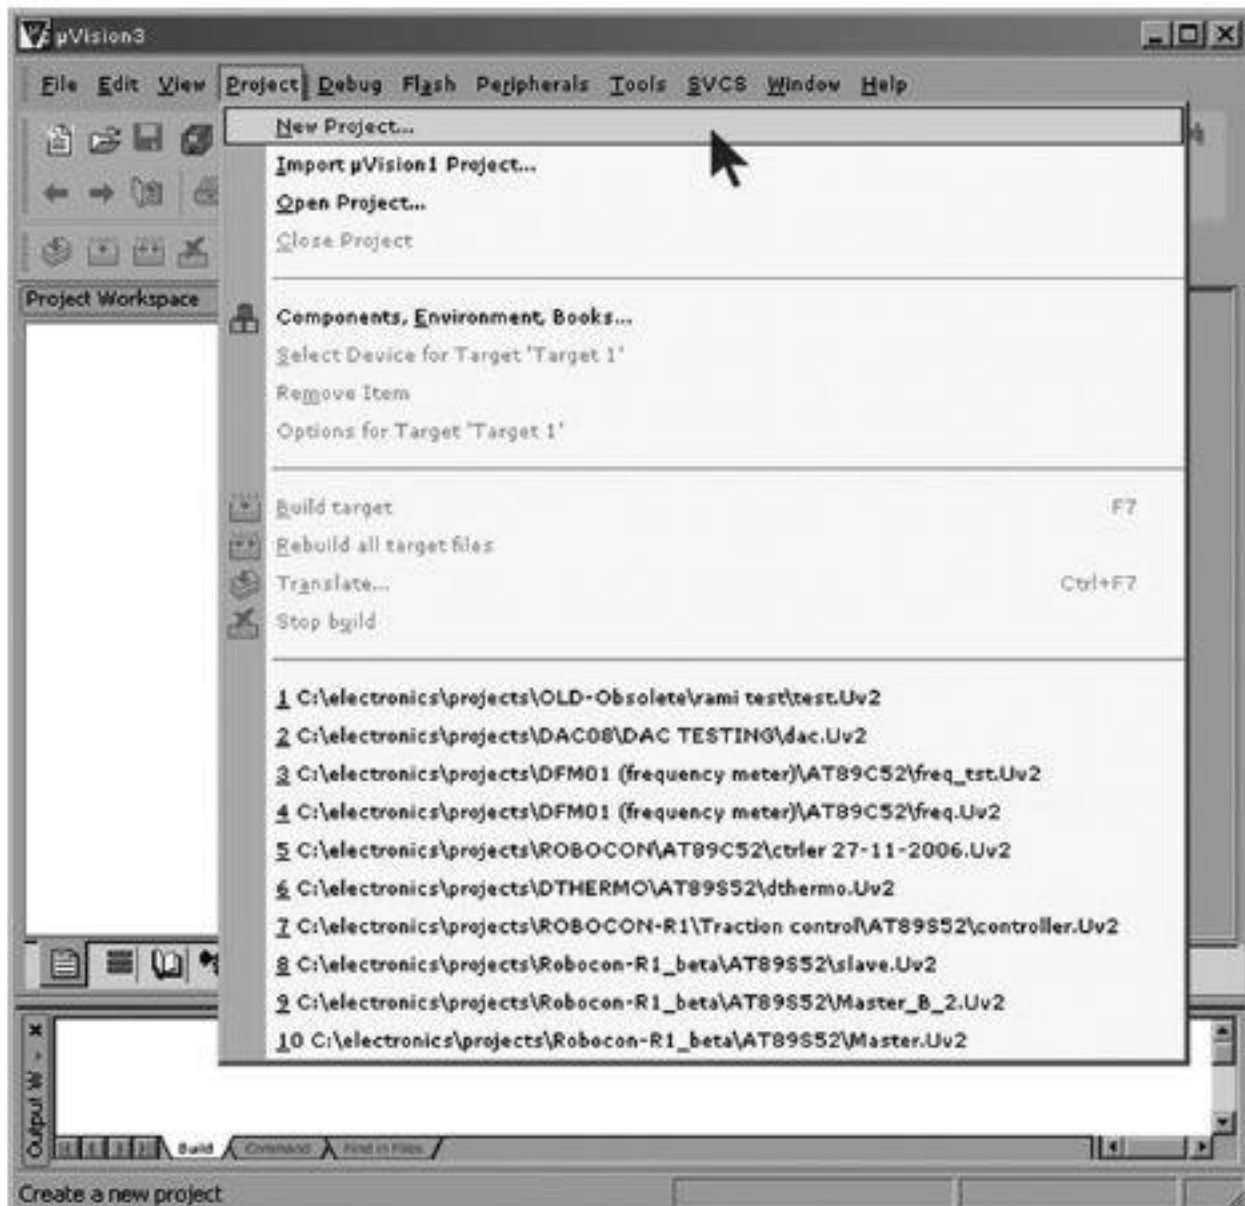 µVision3
File Edit View Project Debug Flash Peripherals Tools SVCS Window Help
New Project...
Import µVision1 Project...
Open Project...
Close Project
Project Workspace
Components, Environment, Books...
Select Device for Target 'Target 1'
Remove Item
Options for Target 'Target 1'
Build target F7
Rebuild all target files
Translate... Ctrl+F7
Stop build
1 C:\electronics\projects\OLD-Obsolete\rami test\test.Uv2
2 C:\electronics\projects\DAC08\DAC TESTING\dac.Uv2
3 C:\electronics\projects\DFM01 (frequency meter)\AT89C52\freq_tst.Uv2
4 C:\electronics\projects\DFM01 (frequency meter)\AT89C52\freq.Uv2
5 C:\electronics\projects\ROBOCON\AT89C52\ctrler 27-11-2006.Uv2
6 C:\electronics\projects\DTHERMO\AT89S52\dthermo.Uv2
7 C:\electronics\projects\ROBOCON-R1\Traction control\AT89S52\controller.Uv2
8 C:\electronics\projects\Robocon-R1_beta\AT89S52\slave.Uv2
9 C:\electronics\projects\Robocon-R1_beta\AT89S52\Master_B_2.Uv2
10 C:\electronics\projects\Robocon-R1_beta\AT89S52\Master.Uv2
Output W
Build Command Find in Files
Create a new project